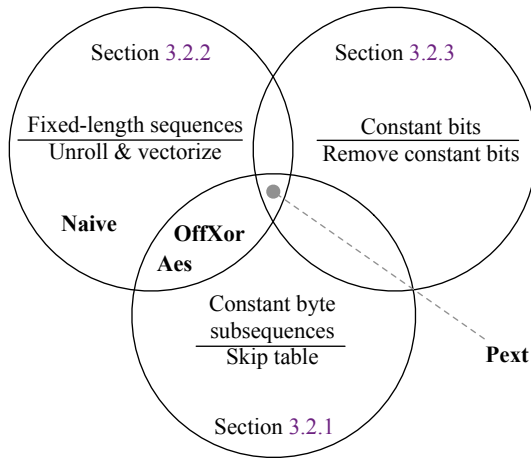 Section 3.2.2
Section 3.2.3
Fixed-length sequences
Unroll & vectorize
Constant bits
Remove constant bits
Naive
OffXor
Aes
Constant byte
subsequences
Skip table
Pext
Section 3.2.1